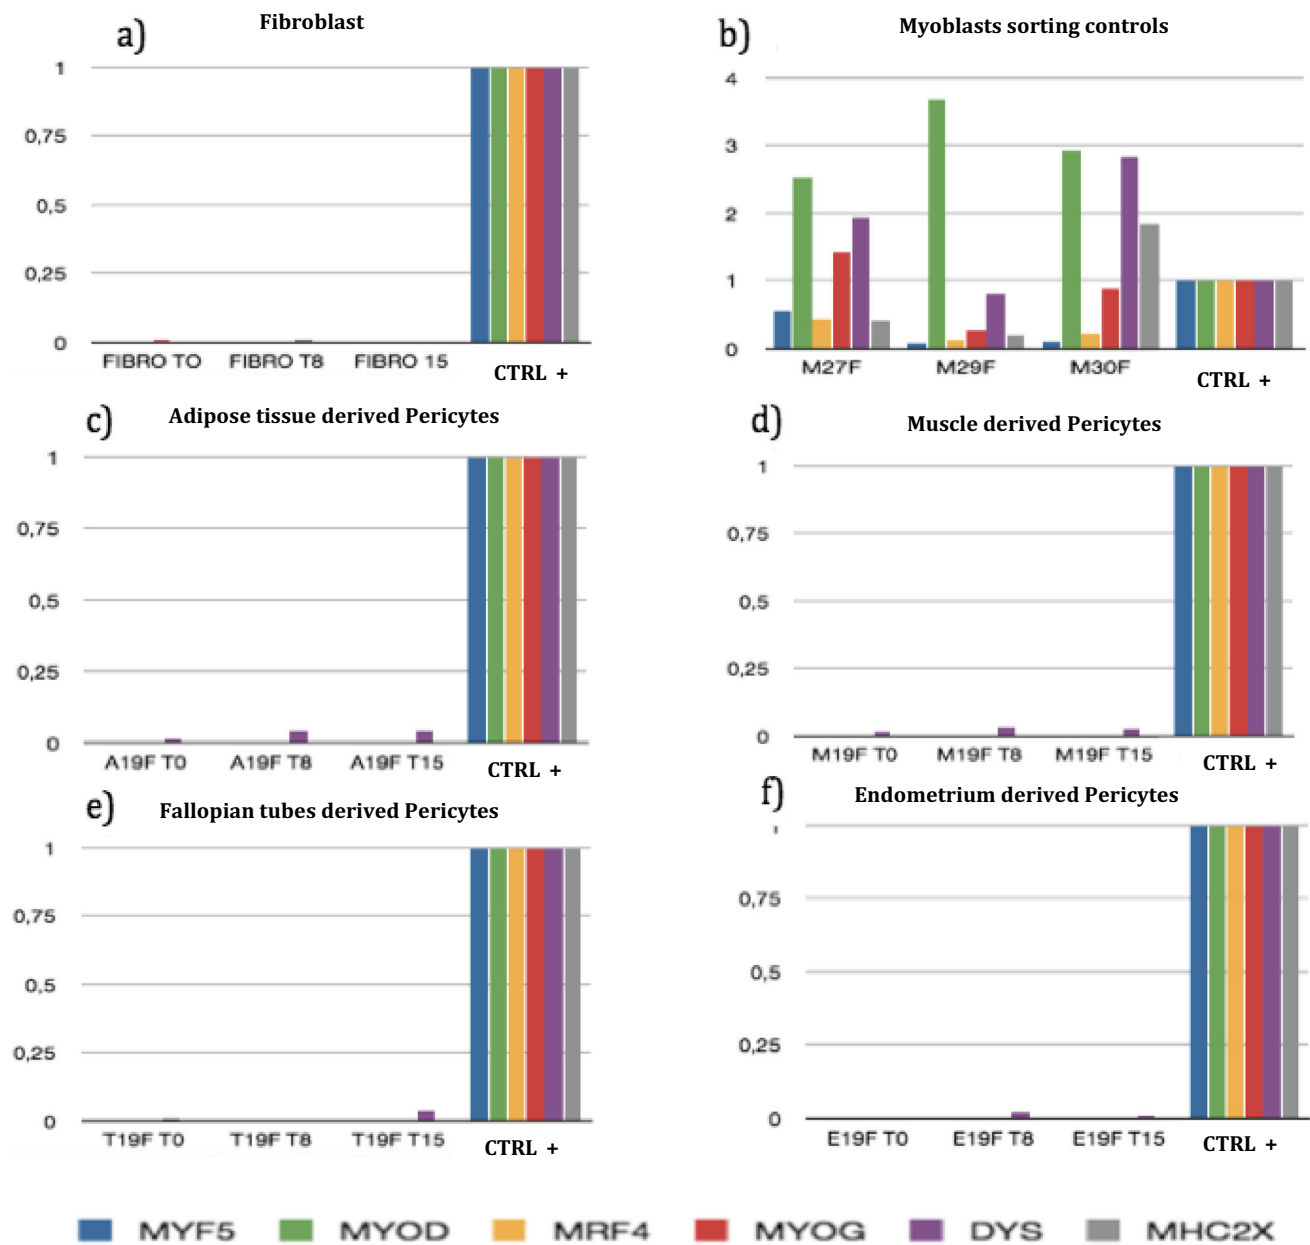 a)
Fibroblast
1
0,75
0,5
0,25
0
FIBRO TO FIBRO T8 FIBRO 15 CTRL +
b)
Myoblasts sorting controls
4
3
2
1
0
M27F M29F M30F CTRL +
c)
Adipose tissue derived Pericytes
1
0,75
0,5
0,25
0
A19F T0 A19F T8 A19F T15 CTRL +
d)
Muscle derived Pericytes
1
0,75
0,5
0,25
0
M19F T0 M19F T8 M19F T15 CTRL +
e)
Fallopian tubes derived Pericytes
1
0,75
0,5
0,25
0
T19F T0 T19F T8 T19F T15 CTRL +
f)
Endometrium derived Pericytes
1
0,75
0,5
0,25
0
E19F T0 E19F T8 E19F T15 CTRL +
MYF5 MYOD MRF4 MYOG DYS MHC2X